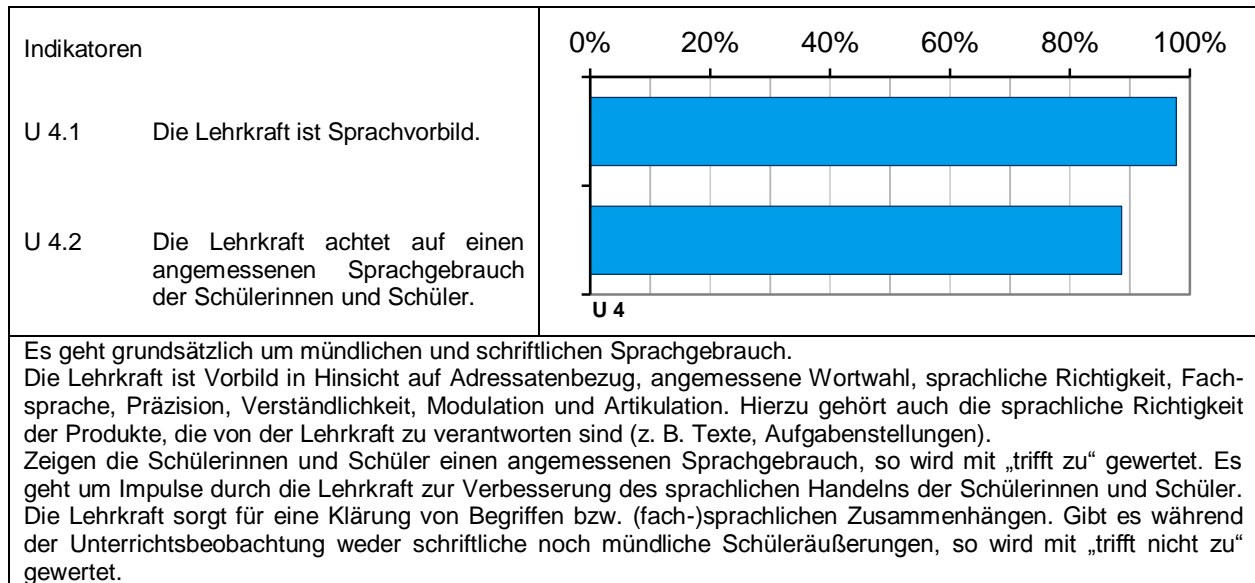 Indikatoren
0% 20% 40% 60% 80% 100%
U 4.1 Die Lehrkraft ist Sprachvorbild.
U 4.2 Die Lehrkraft achtet auf einen
angemessenen Sprachgebrauch
der Schülerinnen und Schüler.
U 4
Es geht grundsätzlich um mündlichen und schriftlichen Sprachgebrauch.
Die Lehrkraft ist Vorbild in Hinsicht auf Adressatenbezug, angemessene Wortwahl, sprachliche Richtigkeit, Fach-
sprache, Präzision, Verständlichkeit, Modulation und Artikulation. Hierzu gehört auch die sprachliche Richtigkeit
der Produkte, die von der Lehrkraft zu verantworten sind (z. B. Texte, Aufgabenstellungen).
Zeigen die Schülerinnen und Schüler einen angemessenen Sprachgebrauch, so wird mit „trifft zu“ gewertet. Es
geht um Impulse durch die Lehrkraft zur Verbesserung des sprachlichen Handelns der Schülerinnen und Schüler.
Die Lehrkraft sorgt für eine Klärung von Begriffen bzw. (fach-)sprachlichen Zusammenhängen. Gibt es während
der Unterrichtsbeobachtung weder schriftliche noch mündliche Schüleräußerungen, so wird mit „trifft nicht zu“
gewertet.